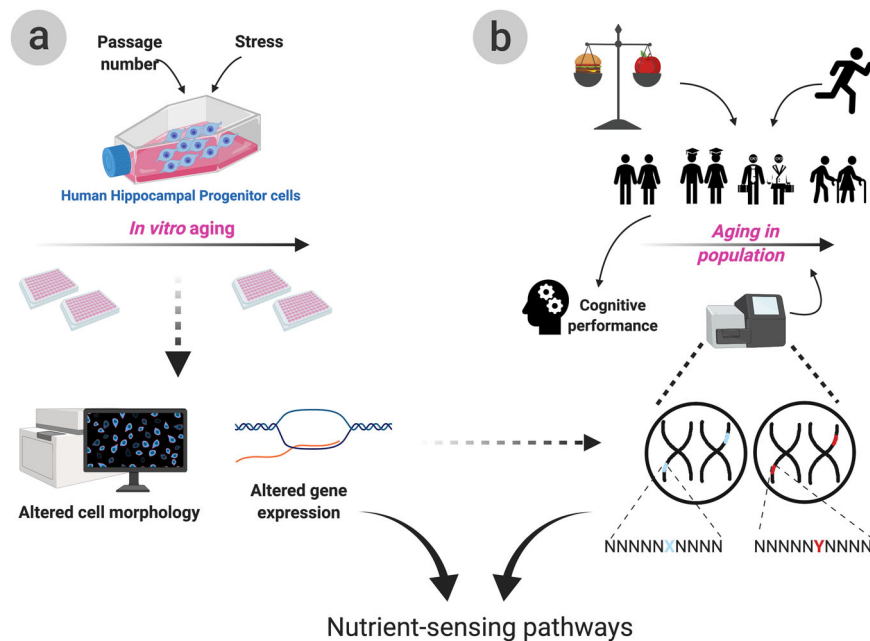 a
Passage
number
Stress
Human Hippocampal Progenitor cells
In vitro aging
Altered cell morphology
Altered gene
expression
b
Aging in
population
Cognitive
performance
NNNNNXNNNN
NNNNNYNNNN
Nutrient-sensing pathways